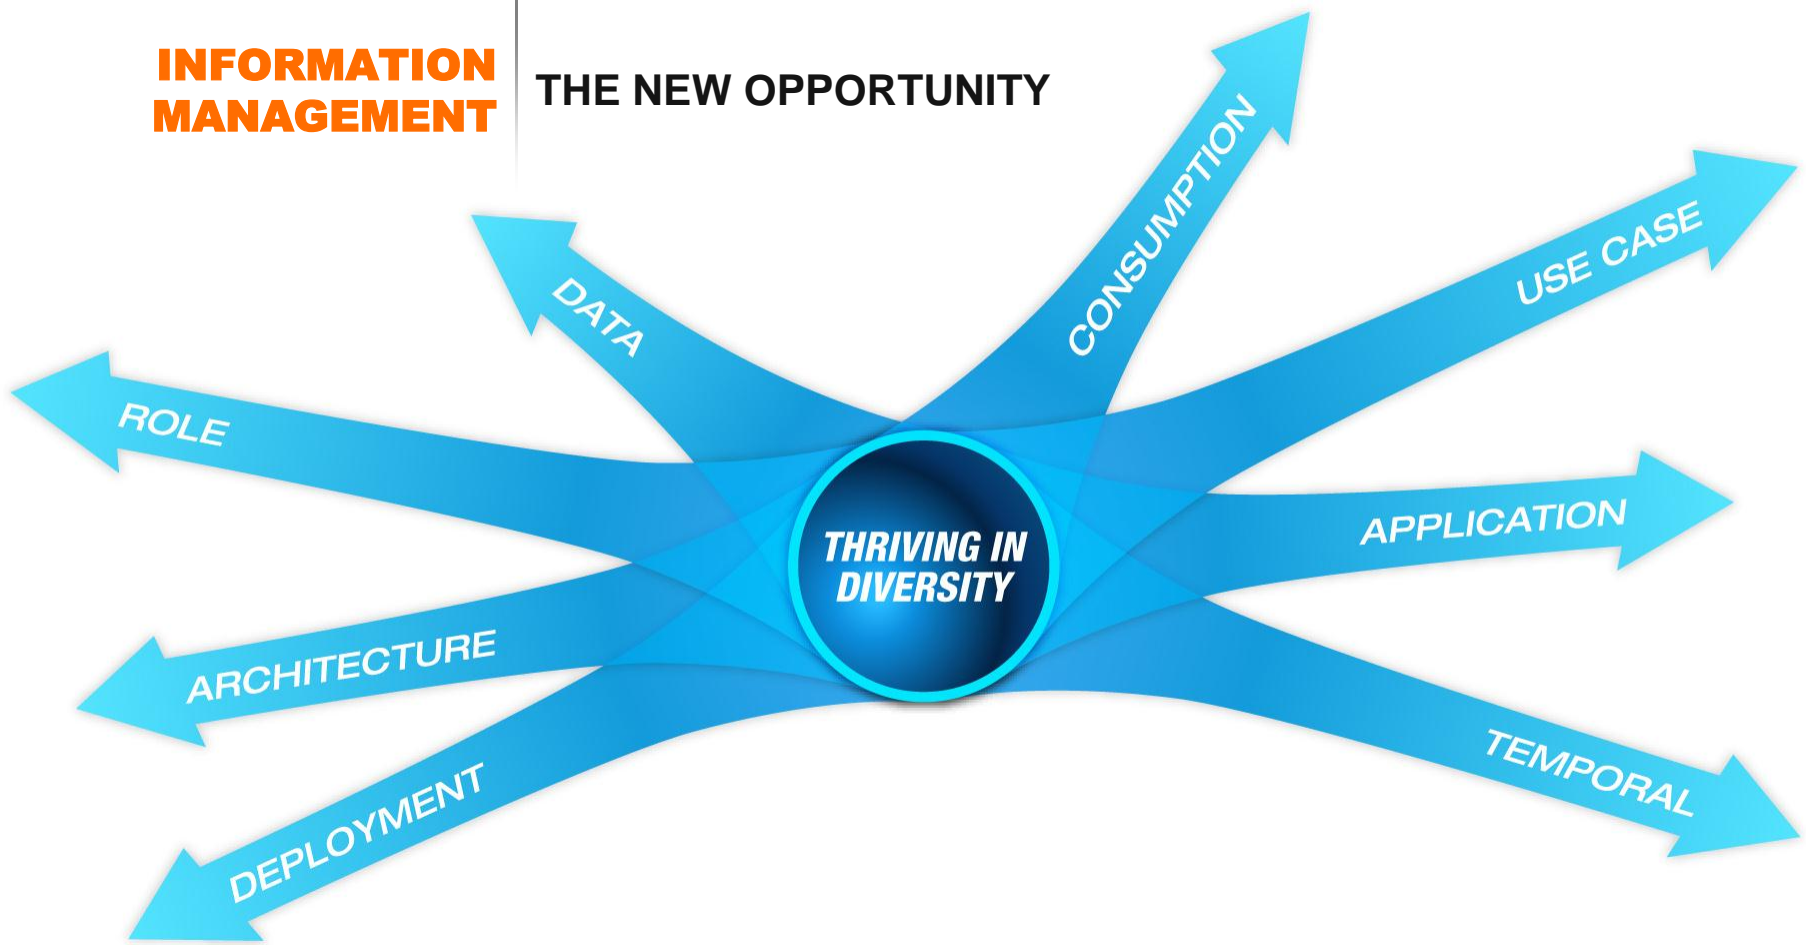 INFORMATION
MANAGEMENT
THE NEW OPPORTUNITY
CONSUMPTION
USE CASE
DATA
ROLE
APPLICATION
THRIVING IN
DIVERSITY
ARCHITECTURE
TEMPORAL
DEPLOYMENT